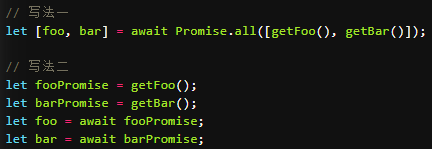 // 写法一
let [foo, bar] = await Promise.all([getFoo(), getBar()]);
// 写法二
let fooPromise = getFoo();
let barPromise = getBar();
let foo = await fooPromise;
let bar = await barPromise;